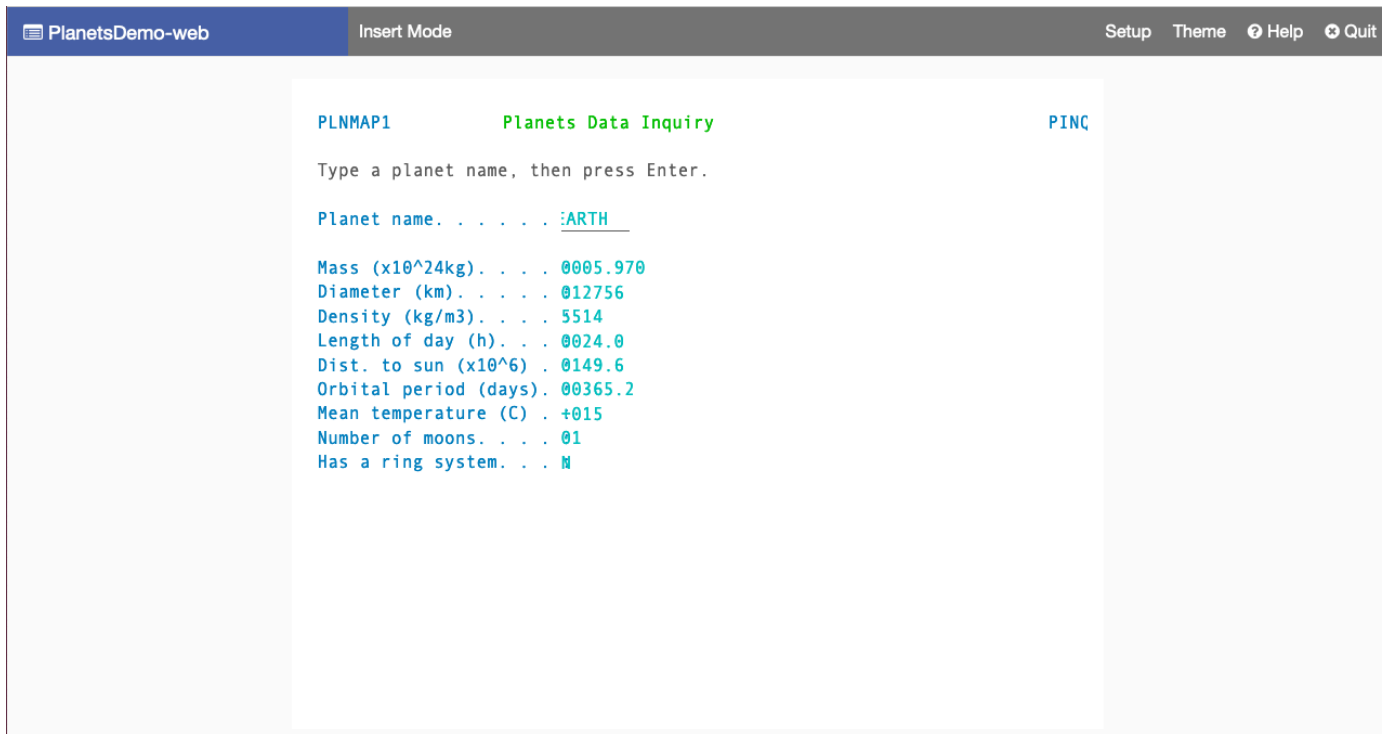 PlanetsDemo-web Insert Mode Setup Theme Help Quit
PLNMAP1 Planets Data Inquiry PINQ
Type a planet name, then press Enter.
Planet name. . . . . . EARTH
Mass (x10^24kg). . . . 0005.970
Diameter (km). . . . . 012756
Density (kg/m3). . . . 5514
Length of day (h). . . 0024.0
Dist. to sun (x10^6) . 0149.6
Orbital period (days). 00365.2
Mean temperature (C) . +015
Number of moons. . . . 01
Has a ring system. . . N